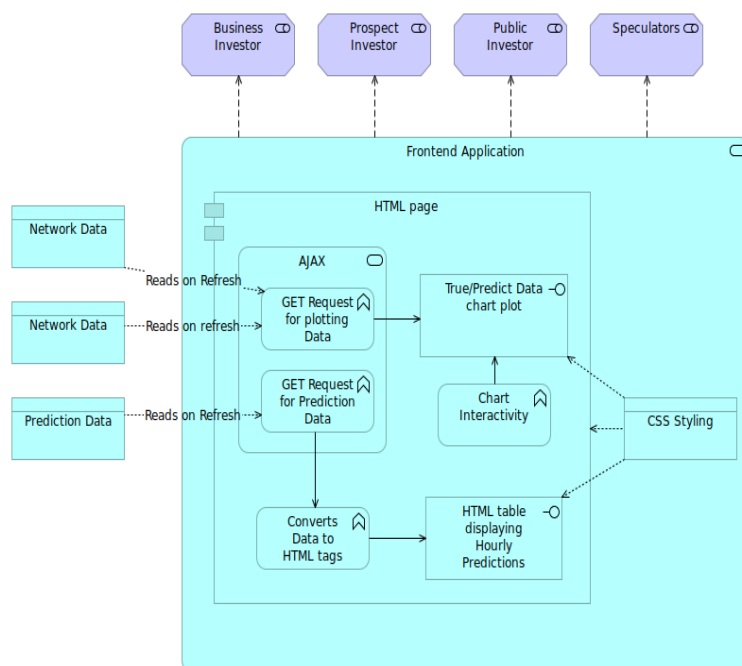 Business
Investor
Prospect
Investor
Public
Investor
Speculators
Frontend Application
HTML page
Network Data
AJAX
Reads on Refresh
GET Request
for plotting
Data
True/Predict Data
chart plot
Network Data
Reads on refresh
GET Request
for Prediction
Data
Chart
Interactivity
Prediction Data
Reads on Refresh
CSS Styling
Converts
Data to
HTML tags
HTML table
displaying
Hourly
Predictions